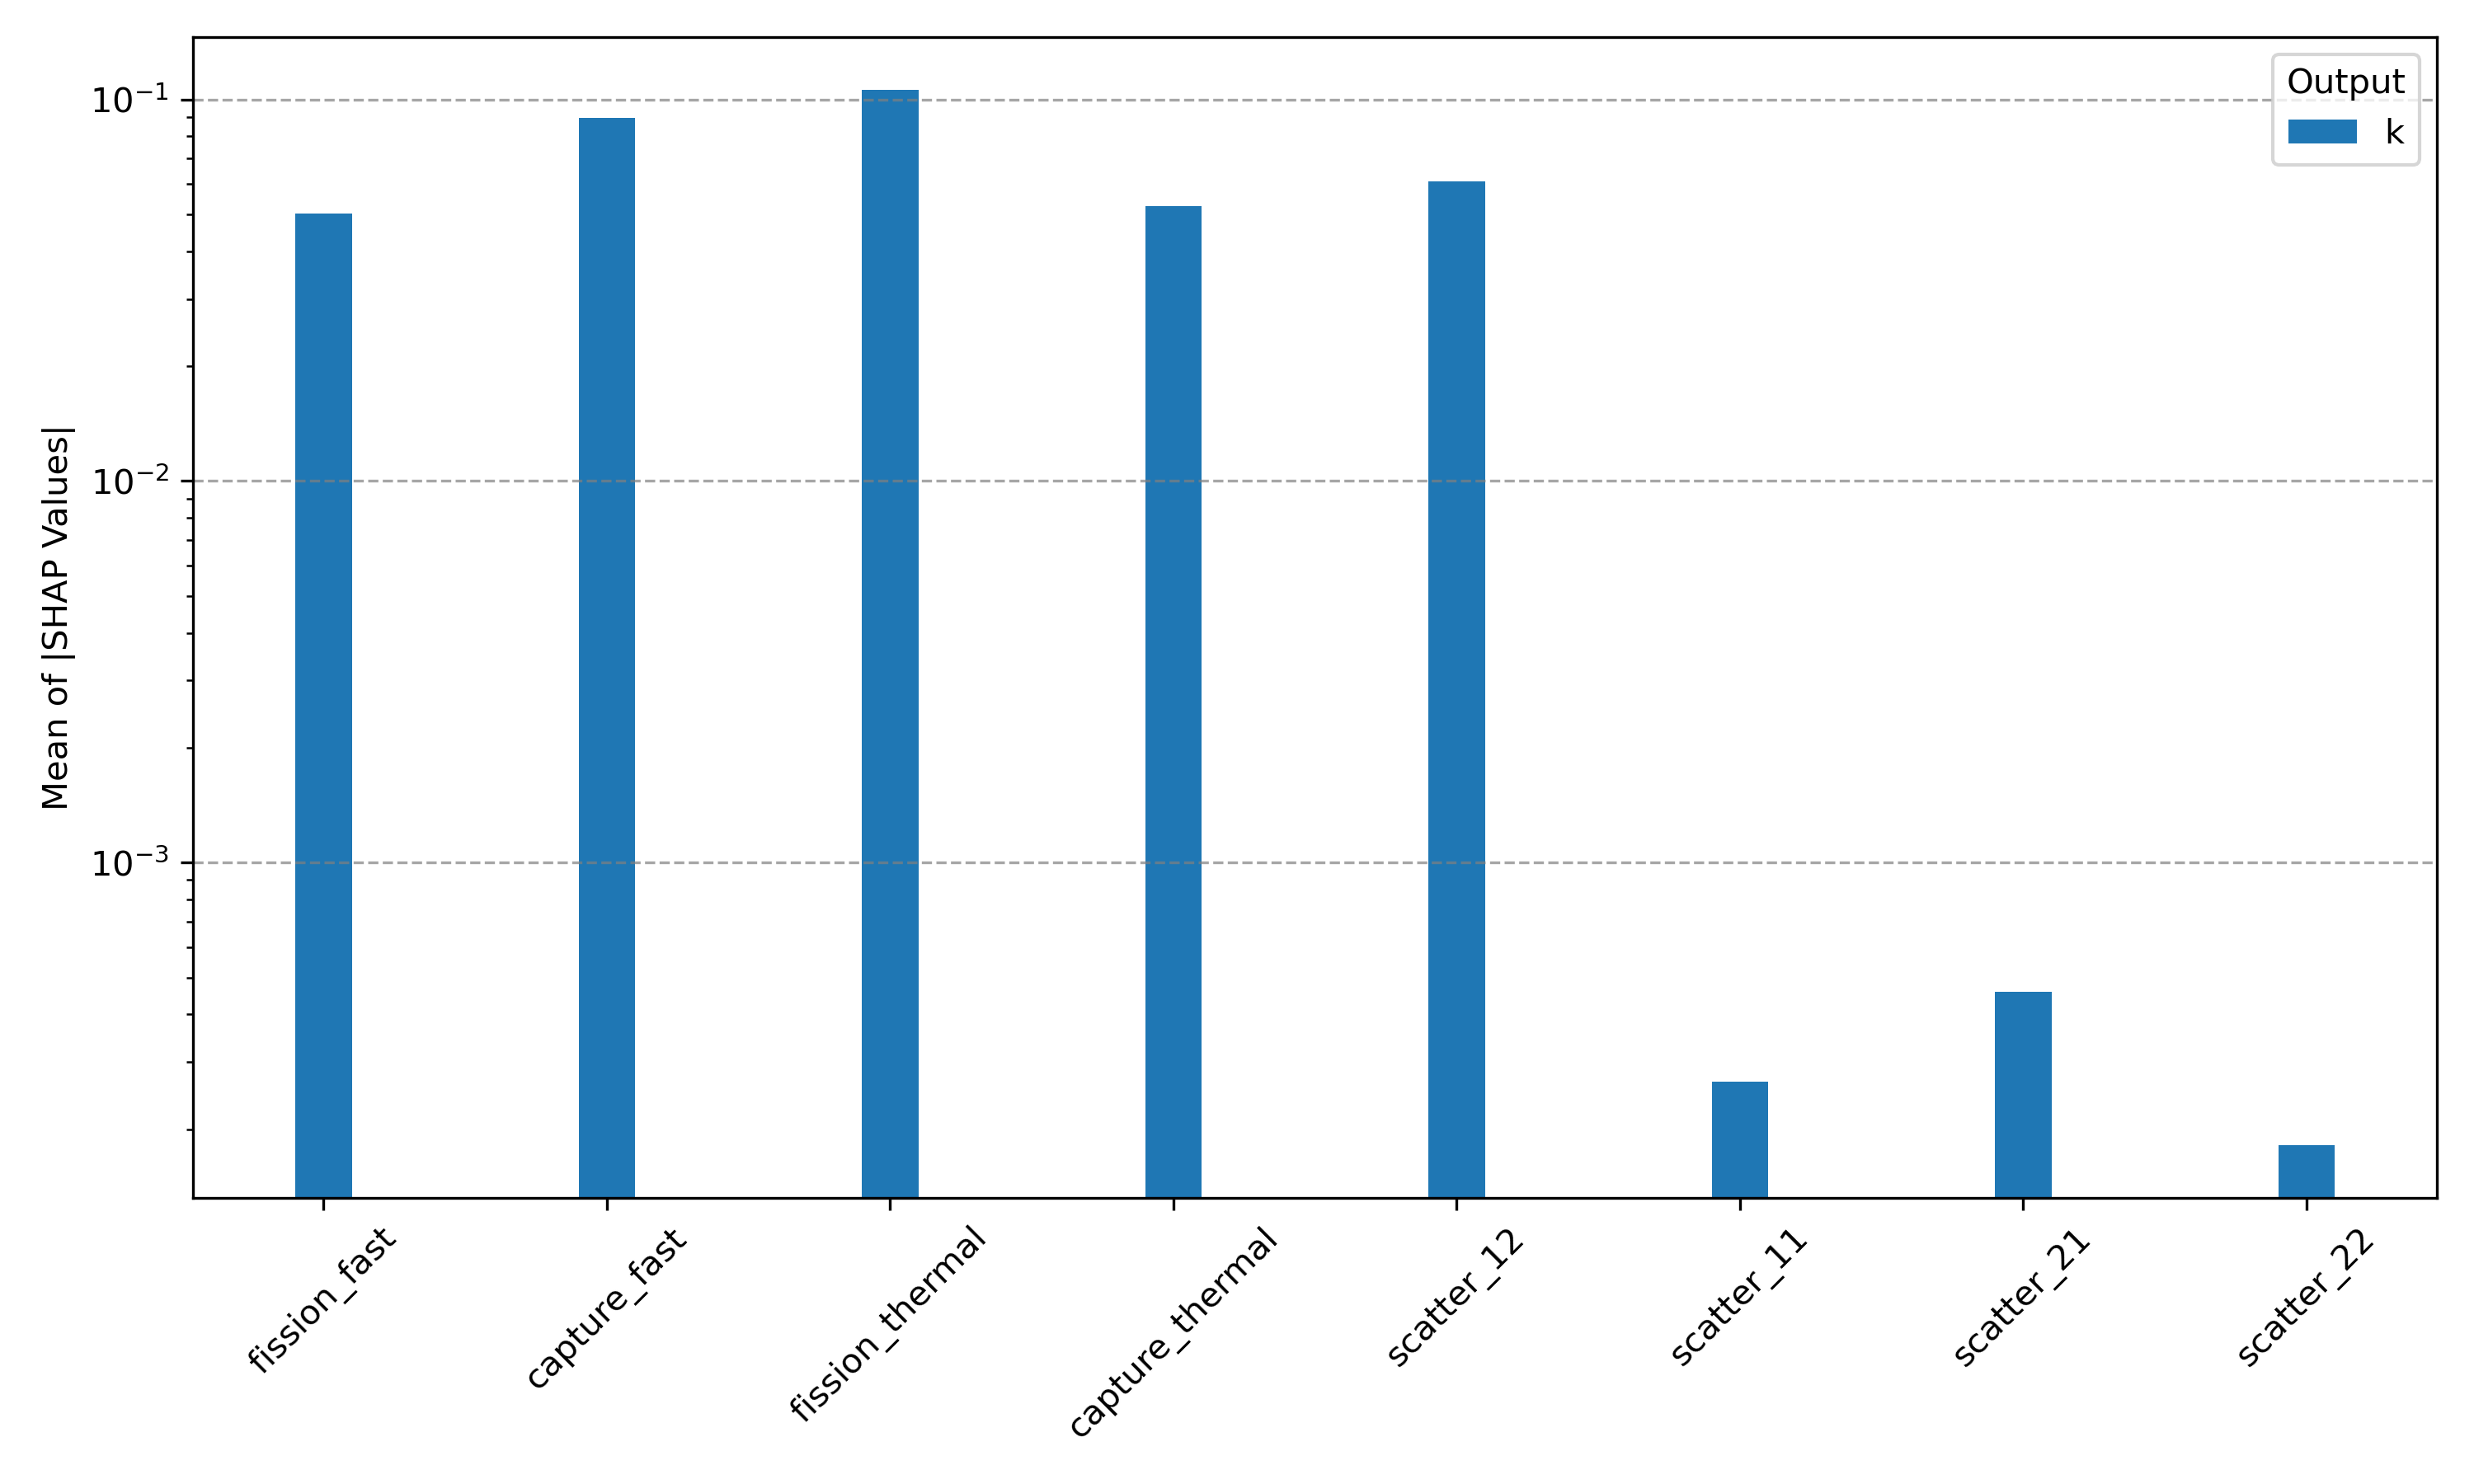 Output
k
10⁻¹
10⁻²
10⁻³
Mean of |SHAP Values|
fission_fast
capture_fast
fission_thermal
capture_thermal
scatter_12
scatter_11
scatter_21
scatter_22